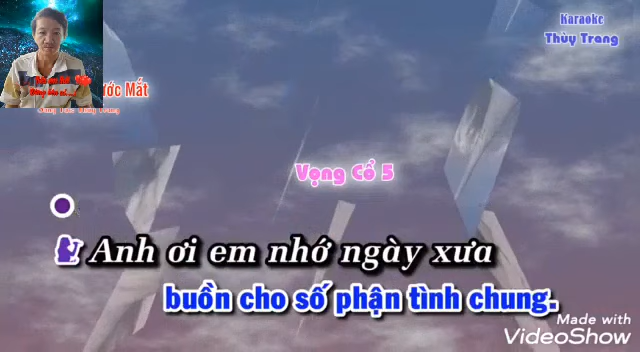 Karaoke
Thùy Trang
ước Mắt
Vọng Cổ 5
Anh ơi em nhớ ngày xưa
buồn cho số phận tình chung.
Made with
VideoShow